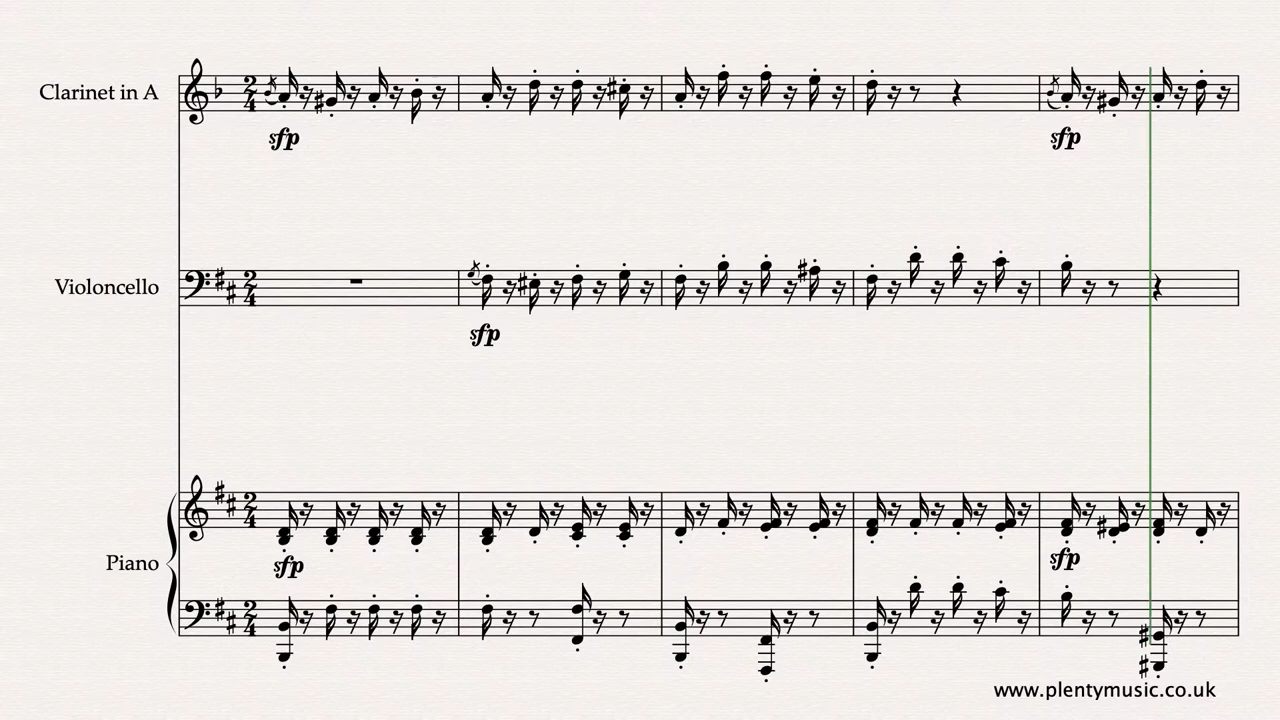 Clarinet in A
sfp sfp
Violoncello
sfp
Piano
sfp sfp
www.plentymusic.co.uk